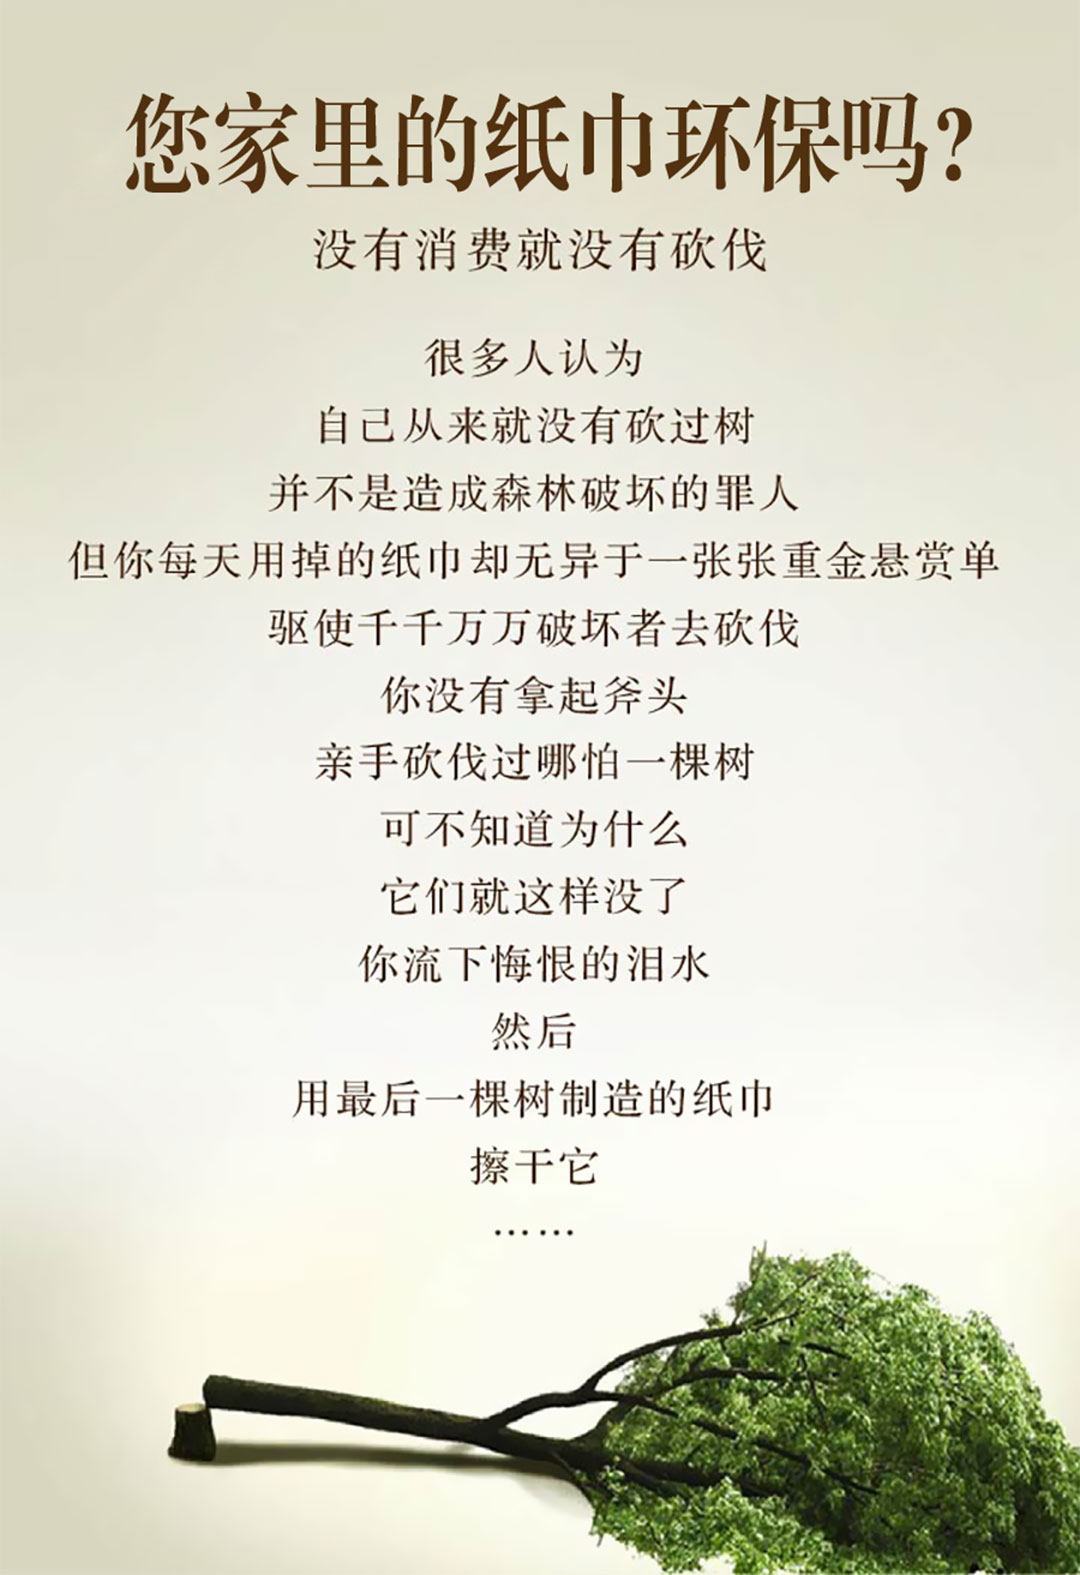 您家里的纸巾环保吗?
没有消费就没有砍伐
很多人认为
自己从来就没有砍过树
并不是造成森林破坏的罪人
但你每天用掉的纸巾却无异于一张张重金悬赏单
驱使千千万万破坏者去砍伐
你没有拿起斧头
亲手砍伐过哪怕一棵树
可不知道为什么
它们就这样没了
你流下悔恨的泪水
然后
用最后一棵树制造的纸巾
擦干它
……